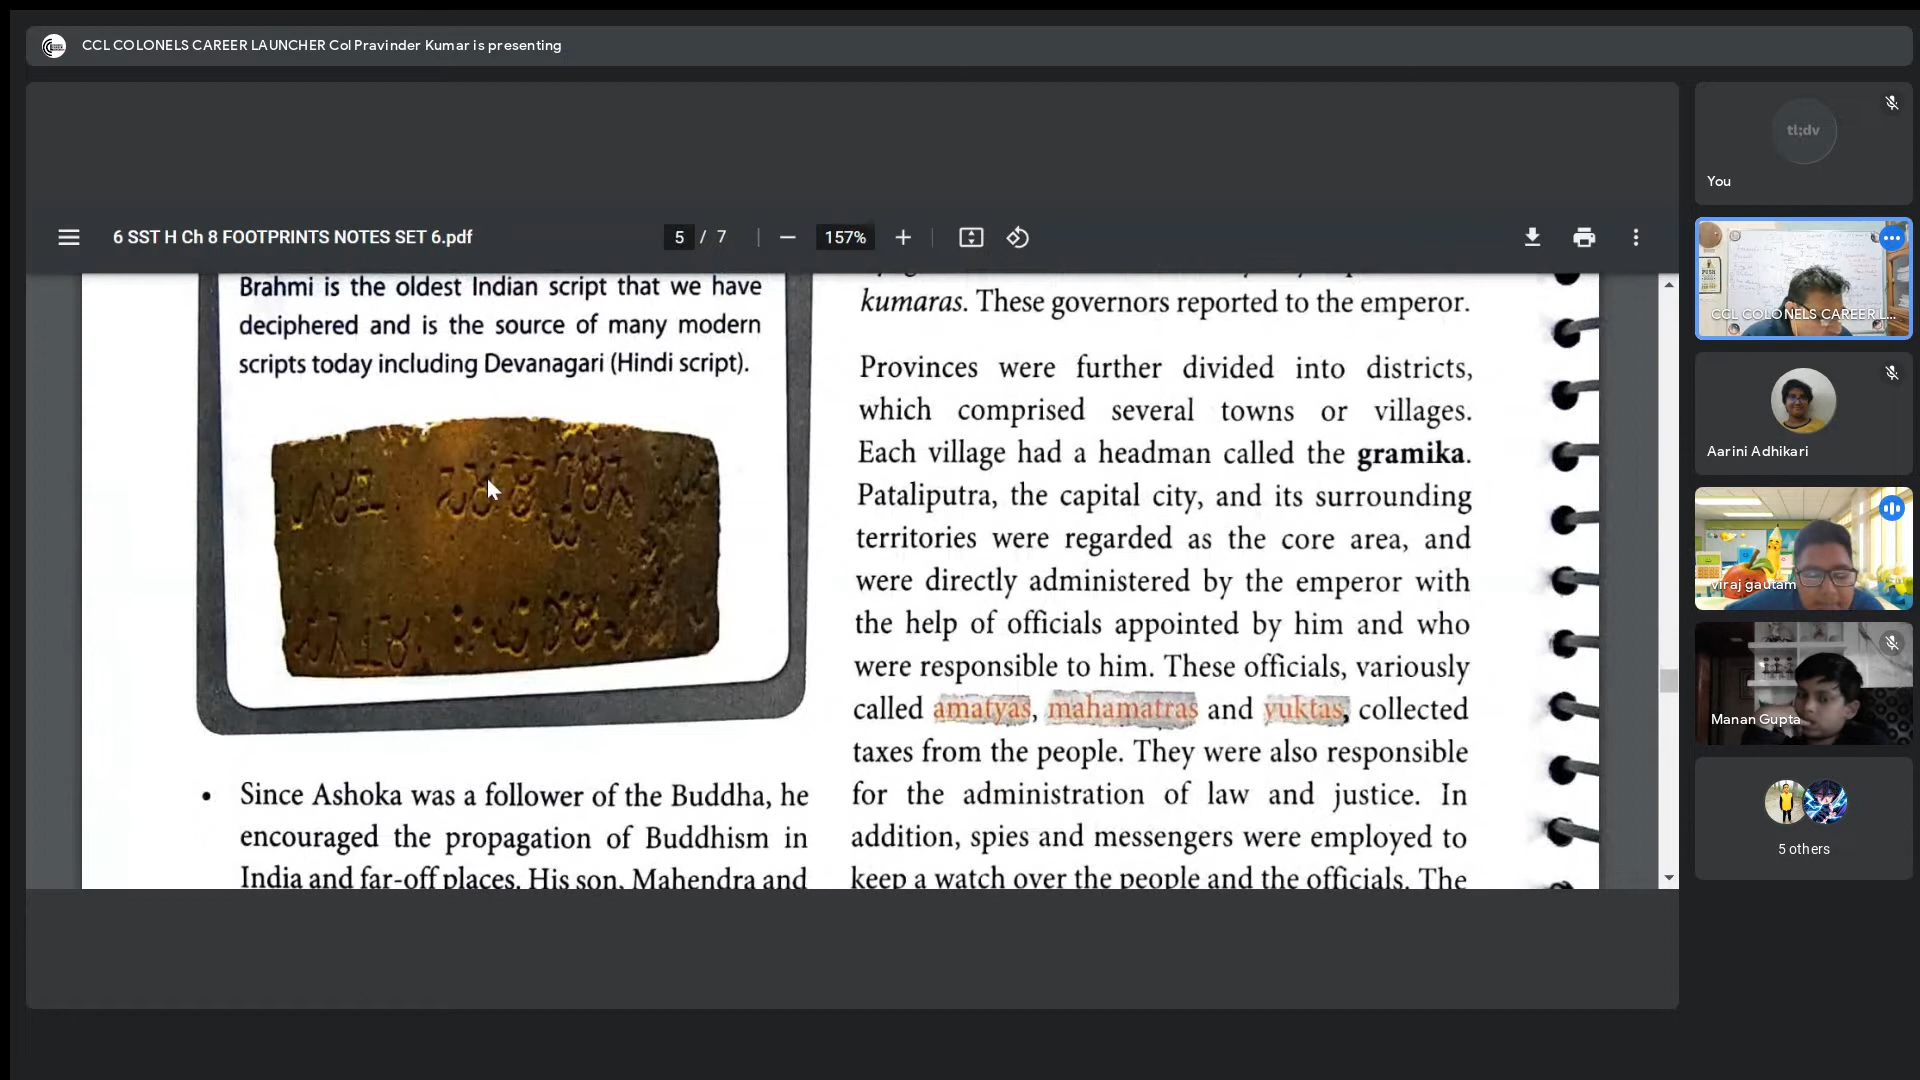 CCL COLONELS CAREER LAUNCHER Col Pravinder Kumar is presenting
6 SST H Ch 8 FOOTPRINTS NOTES SET 6.pdf
5 / 7
157%
Brahmi is the oldest Indian script that we have
deciphered and is the source of many modern
scripts today including Devanagari (Hindi script).
Since Ashoka was a follower of the Buddha, he
encouraged the propagation of Buddhism in
India and far-off places. His son, Mahendra and
kumaras. These governors reported to the emperor.
Provinces were further divided into districts,
which comprised several towns or villages.
Each village had a headman called the gramika.
Pataliputra, the capital city, and its surrounding
territories were regarded as the core area, and
were directly administered by the emperor with
the help of officials appointed by him and who
were responsible to him. These officials, variously
called amatyas, mahamatras and yuktas, collected
taxes from the people. They were also responsible
for the administration of law and justice. In
addition, spies and messengers were employed to
keep a watch over the people and the officials. The
tl;dv
You
PUSH
CCL COLONELS CAREER L...
Aarini Adhikari
Viraj gautam
Manan Gupta
5 others